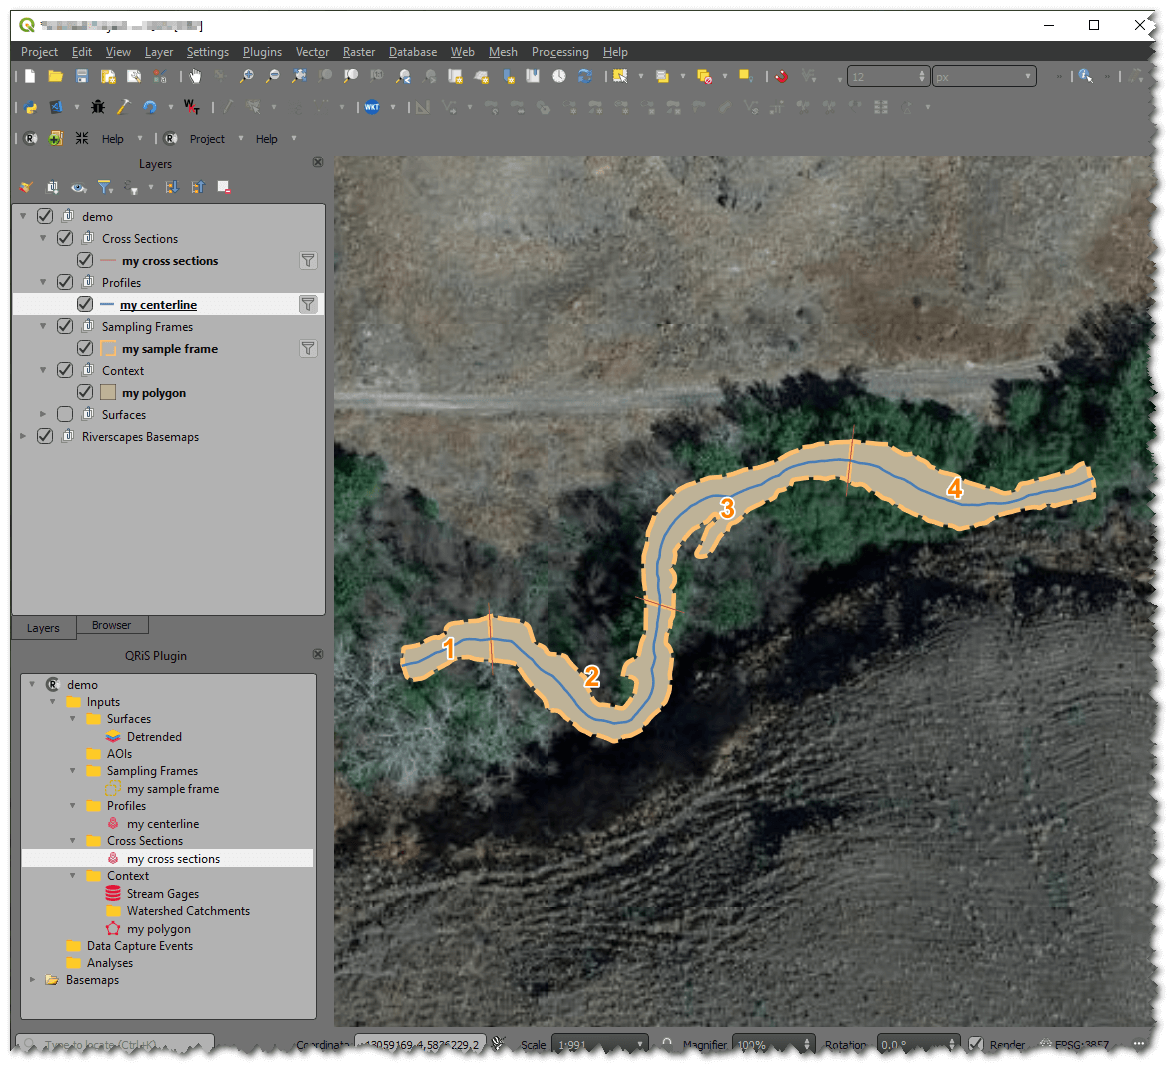 Project Edit View Layer Settings Plugins Vector Raster Database Web Mesh Processing Help
12 px
WKT
Help Project Help
Layers
demo
Cross Sections
my cross sections
Profiles
my centerline
Sampling Frames
my sample frame
Context
my polygon
Surfaces
Riverscapes Basemaps
Layers Browser
QRiS Plugin
demo
Inputs
Surfaces
Detrended
AOIs
Sampling Frames
my sample frame
Profiles
my centerline
Cross Sections
my cross sections
Context
Stream Gages
Watershed Catchments
my polygon
Data Capture Events
Analyses
Basemaps
1
2
3
4
Type to locate (Ctrl+K) Coordinate Scale 1:991 Magnifier 100% Rotation 0.0 ° Render EPSG:3857